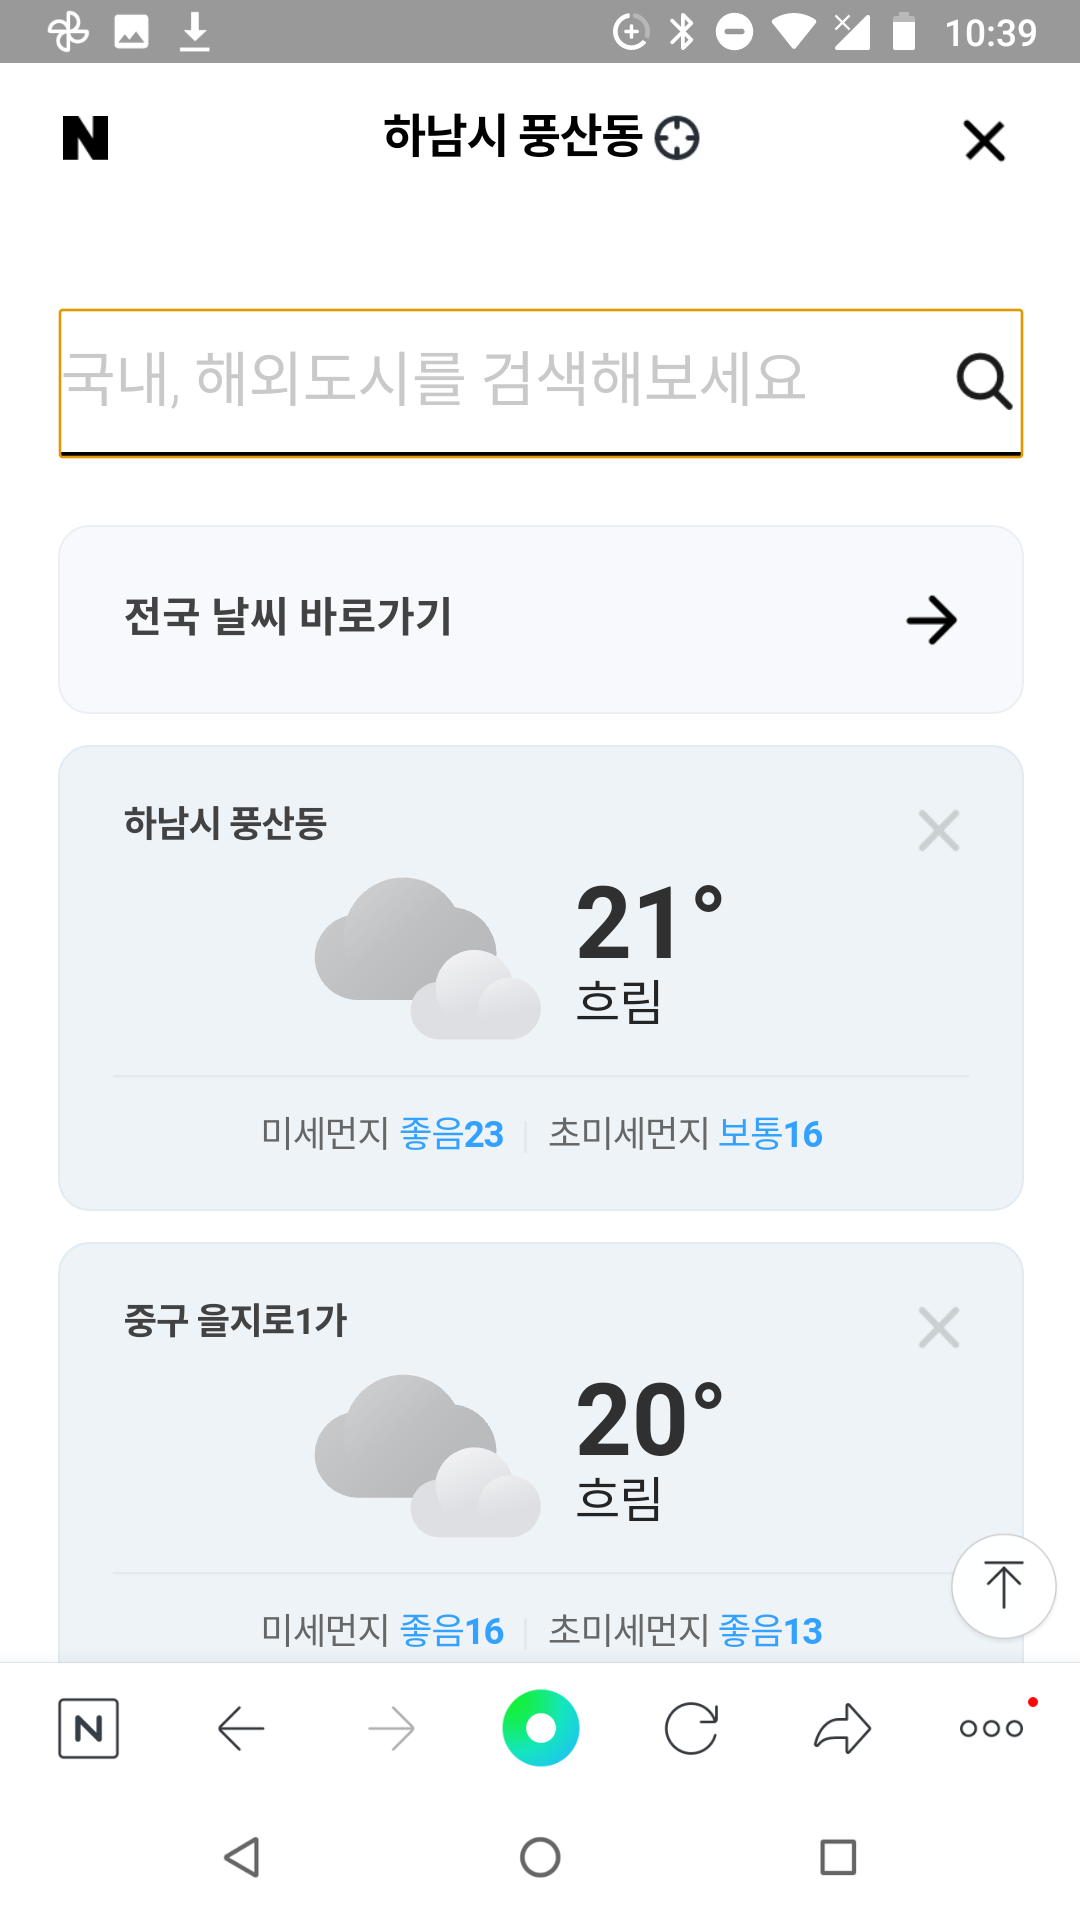 10:39
N 하남시 풍산동
국내, 해외도시를 검색해보세요
전국 날씨 바로가기
하남시 풍산동
21°
흐림
미세먼지 좋음23 초미세먼지 보통16
중구 을지로1가
20°
흐림
미세먼지 좋음16 초미세먼지 좋음13
N